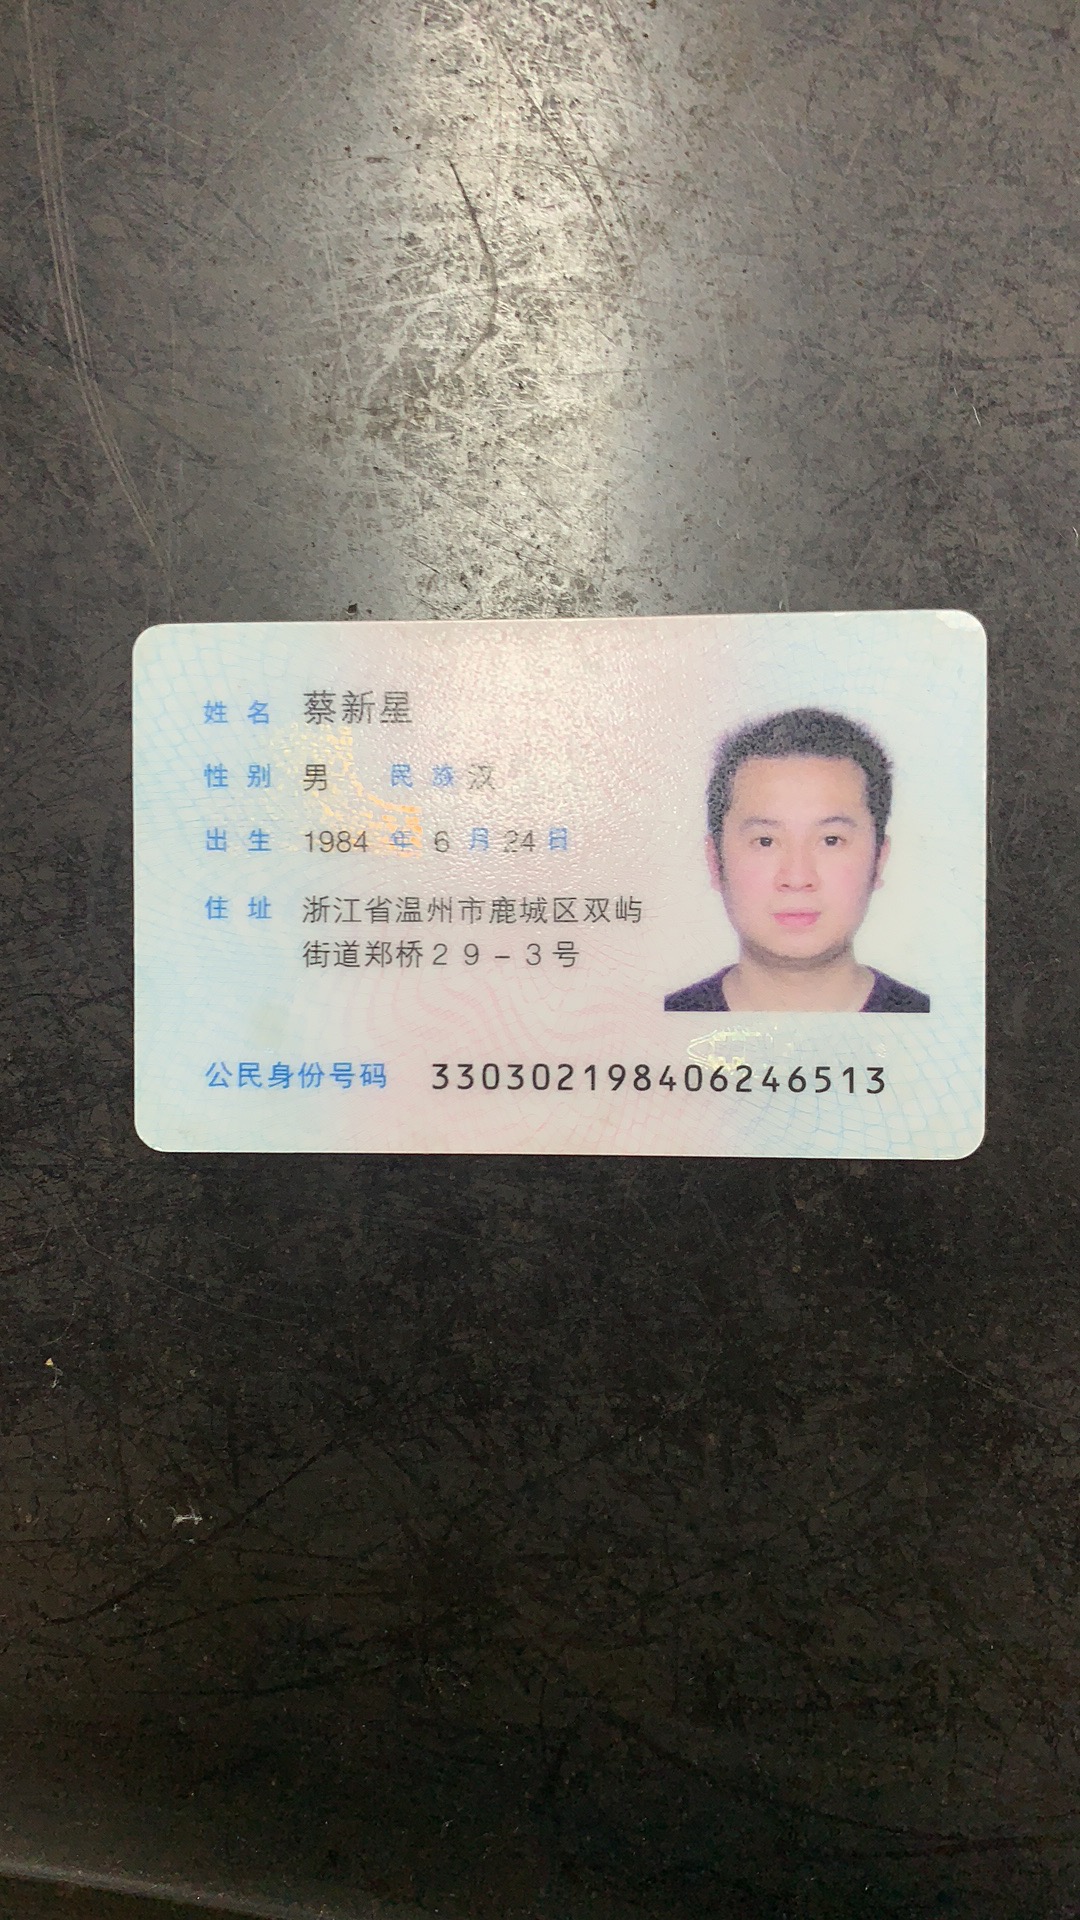 姓名 蔡新星
性别 男 民族 汉
出生 1984 年 6 月 24 日
住址 浙江省温州市鹿城区双屿
街道郑桥29-3号
公民身份号码 330302198406246513